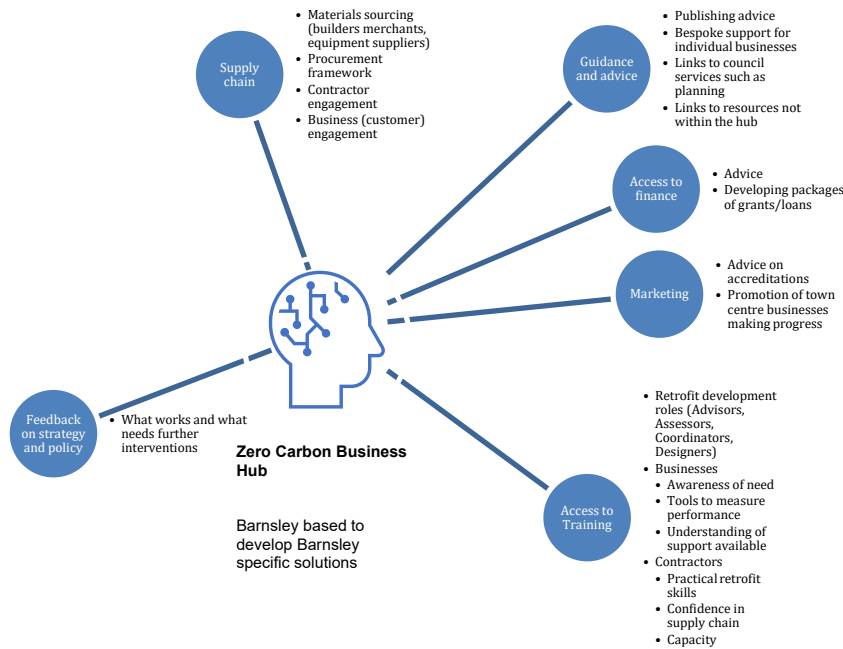 • Materials sourcing
(builders merchants,
equipment suppliers)
• Procurement
framework
• Contractor
engagement
• Business (customer)
engagement
Supply
chain
• Publishing advice
• Bespoke support for
individual businesses
• Links to council
services such as
planning
• Links to resources not
within the hub
Guidance
and advice
Access to
finance
• Advice
• Developing packages
of grants/loans
Marketing
• Advice on
accreditations
• Promotion of town
centre businesses
making progress
Feedback
on strategy
and policy
• What works and what
needs further
interventions
Zero Carbon Business
Hub
Barnsley based to
develop Barnsley
specific solutions
Access to
Training
• Retrofit development
roles (Advisors,
Assessors,
Coordinators,
Designers)
• Businesses
• Awareness of need
• Tools to measure
performance
• Understanding of
support available
• Contractors
• Practical retrofit
skills
• Confidence in
supply chain
• Capacity